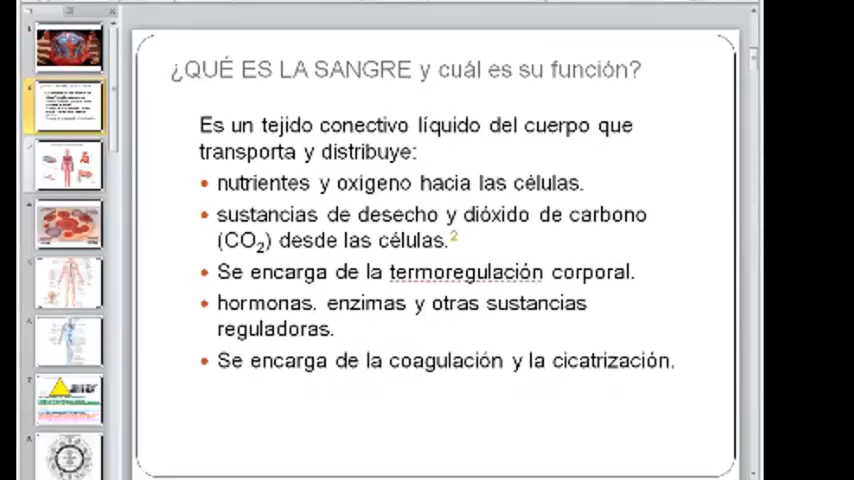 ¿QUÉ ES LA SANGRE y cuál es su función?
Es un tejido conectivo líquido del cuerpo que
transporta y distribuye:
• nutrientes y oxigeno hacia las células.
• sustancias de desecho y dióxido de carbono
(CO2) desde las células.2
• Se encarga de la termoregulación corporal.
• hormonas. enzimas y otras sustancias
reguladoras.
• Se encarga de la coagulación y la cicatrización.